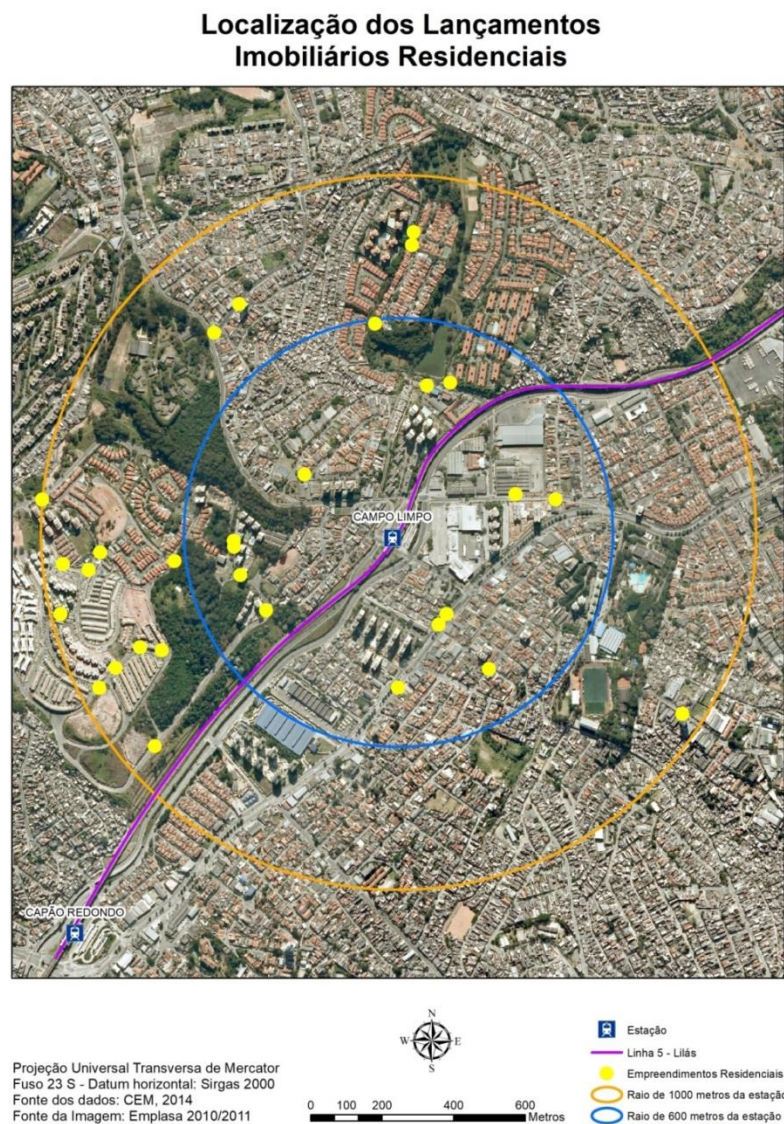 Localização dos Lançamentos
Imobiliários Residenciais
CAMPO LIMPO
CAPÃO REDONDO
Projeção Universal Transversa de Mercator
Fuso 23 S - Datum horizontal: Sirgas 2000
Fonte dos dados: CEM, 2014
Fonte da Imagem: Emplasa 2010/2011
N
W E
S
0 100 200 400 600
Metros
Estação
Linha 5 - Lilás
Empreendimentos Residenciais
Raio de 1000 metros da estação
Raio de 600 metros da estação